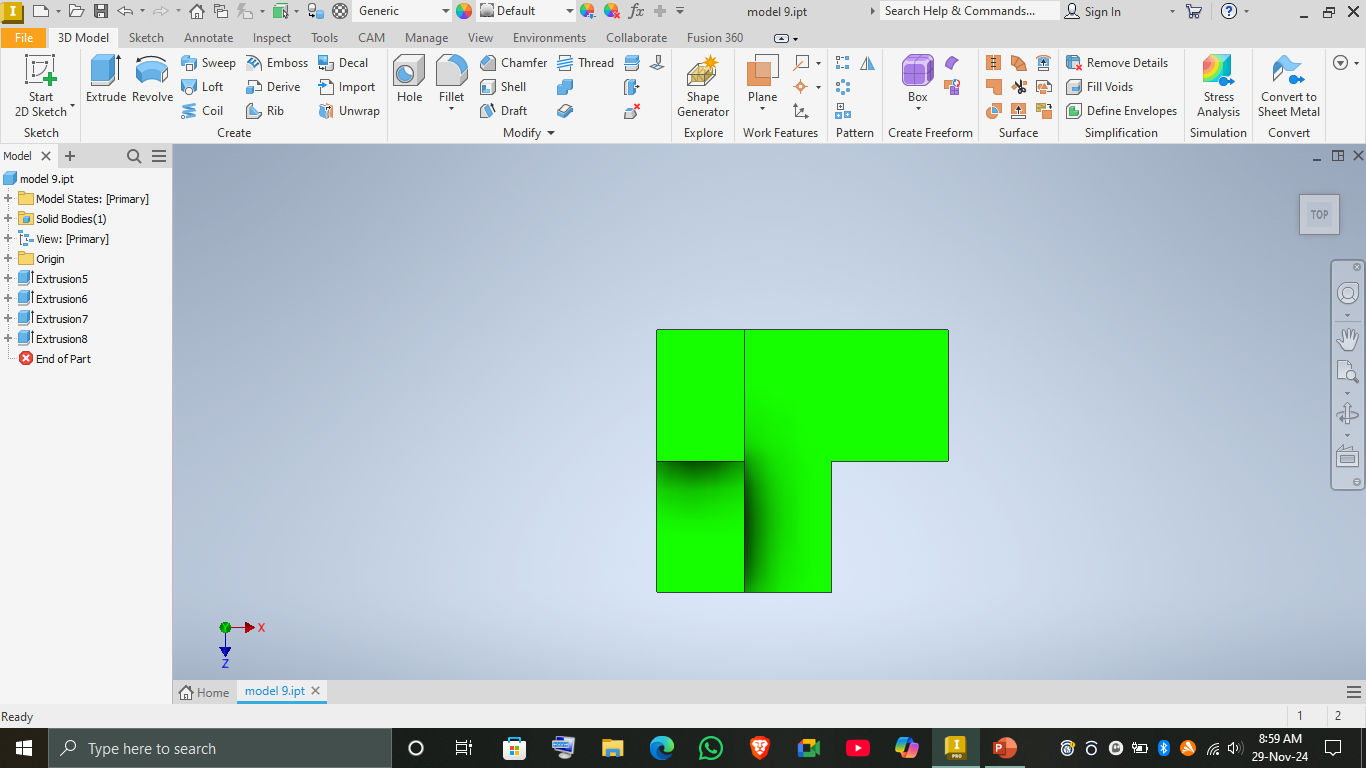 Generic
Default
fx
model 9.ipt
Search Help & Commands...
Sign In
File
3D Model
Sketch
Annotate
Inspect
Tools
CAM
Manage
View
Environments
Collaborate
Fusion 360
Start
2D Sketch
Sketch
Extrude
Revolve
Sweep
Loft
Coil
Emboss
Derive
Rib
Decal
Import
Unwrap
Create
Hole
Fillet
Chamfer
Shell
Draft
Thread
Modify
Shape
Generator
Explore
Plane
Work Features
Pattern
Box
Create Freeform
Surface
Remove Details
Fill Voids
Define Envelopes
Simplification
Stress
Analysis
Simulation
Convert to
Sheet Metal
Convert
Model
model 9.ipt
Model States: [Primary]
Solid Bodies(1)
View: [Primary]
Origin
Extrusion5
Extrusion6
Extrusion7
Extrusion8
End of Part
TOP
X
Z
Home
model 9.ipt
Ready
1
2
Type here to search
8:59 AM
29-Nov-24